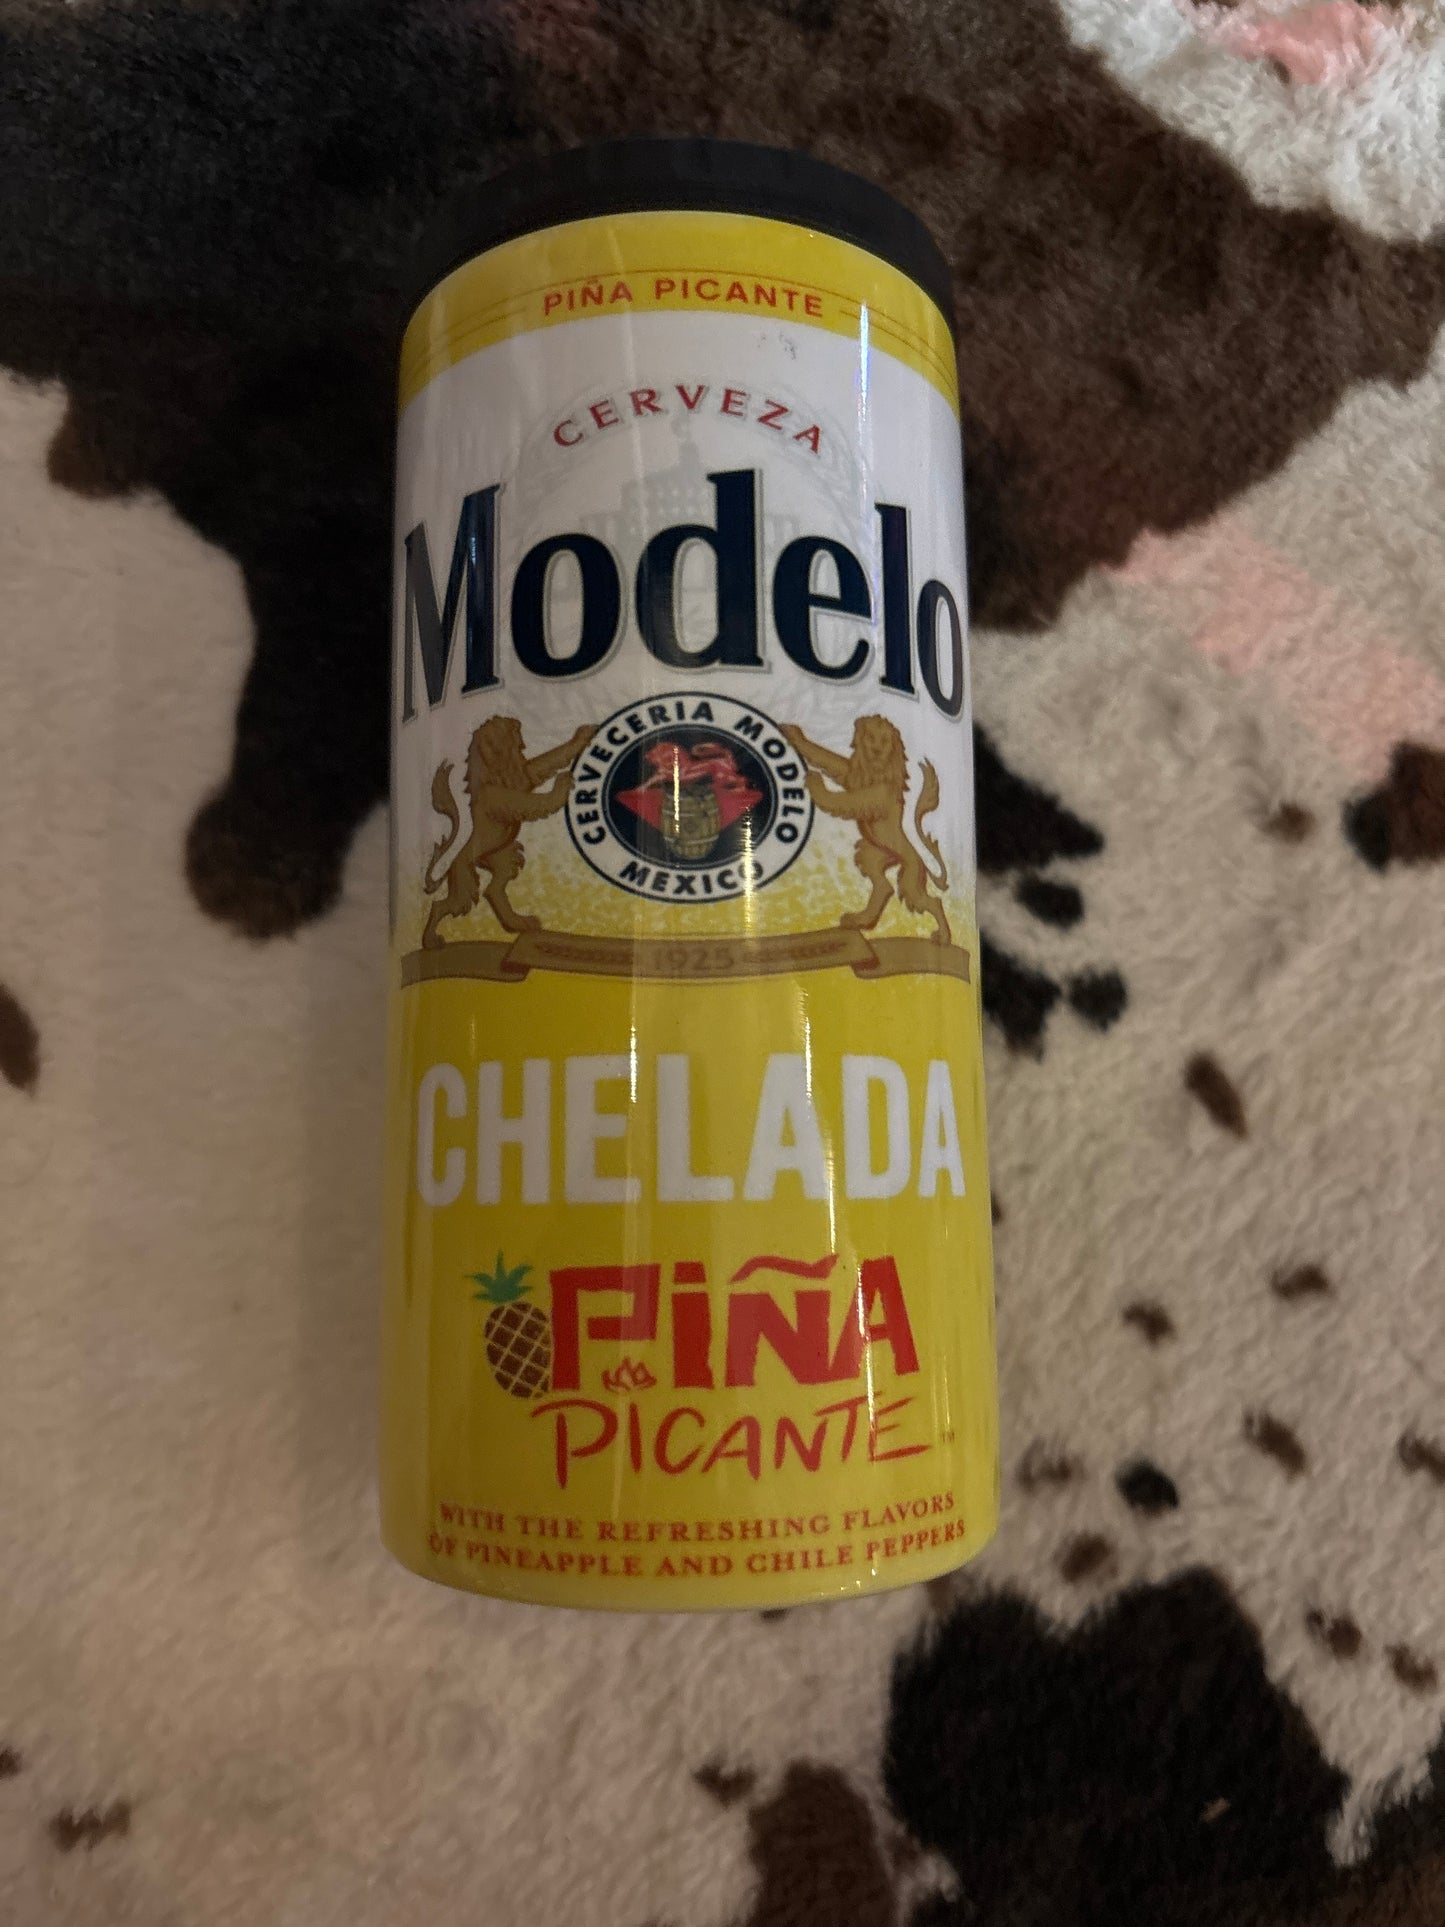 PIÑA PICANTE
CERVEZA
Modelo
CERVECERIA MODELO
MEXICO
1925
CHELADA
PIÑA
PICANTE™
WITH THE REFRESHING FLAVORS
OF PINEAPPLE AND CHILE PEPPERS